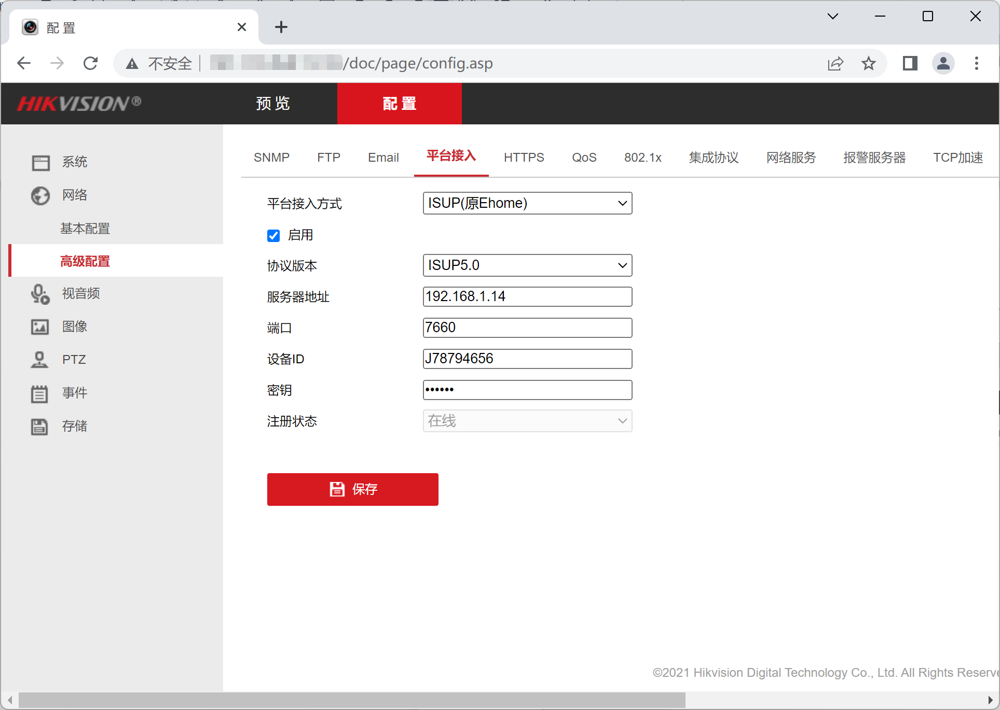 配 置
不安全 /doc/page/config.asp
HIKVISION®
预 览
配 置
系统
网络
基本配置
高级配置
视音频
图像
PTZ
事件
存储
SNMP FTP Email 平台接入 HTTPS QoS 802.1x 集成协议 网络服务 报警服务器 TCP加速
平台接入方式 ISUP(原Ehome)
启用
协议版本 ISUP5.0
服务器地址 192.168.1.14
端口 7660
设备ID J78794656
密钥 ••••••
注册状态 在线
保存
©2021 Hikvision Digital Technology Co., Ltd. All Rights Reserve